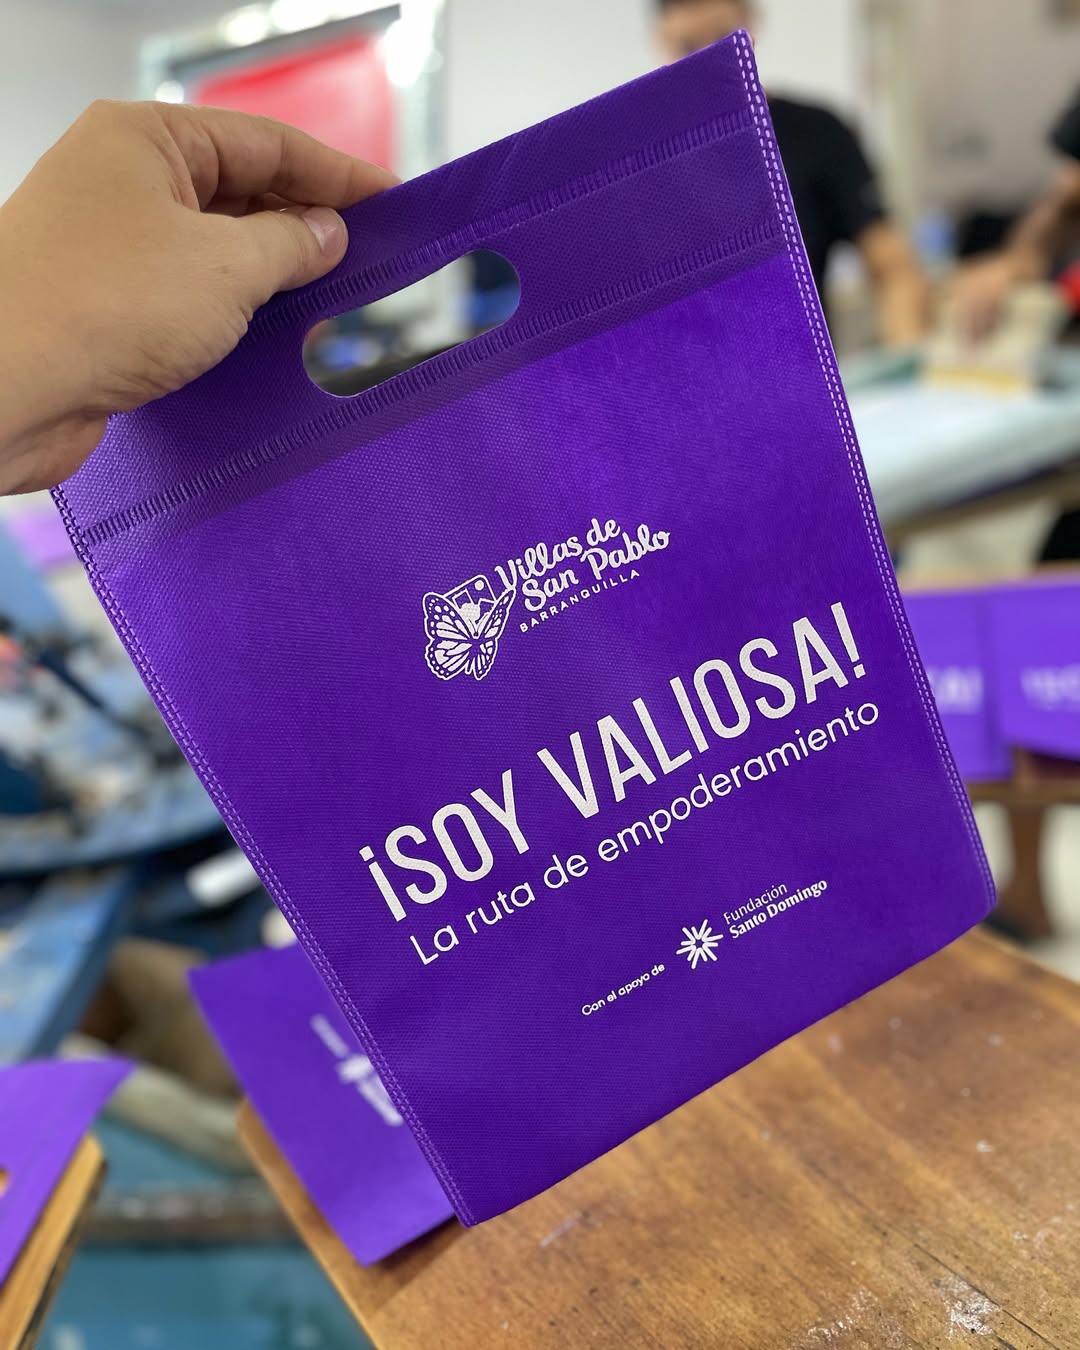 Villas de
San Pablo
BARRANQUILLA
¡SOY VALIOSA!
La ruta de empoderamiento
Con el apoyo de
Fundación
Santo Domingo